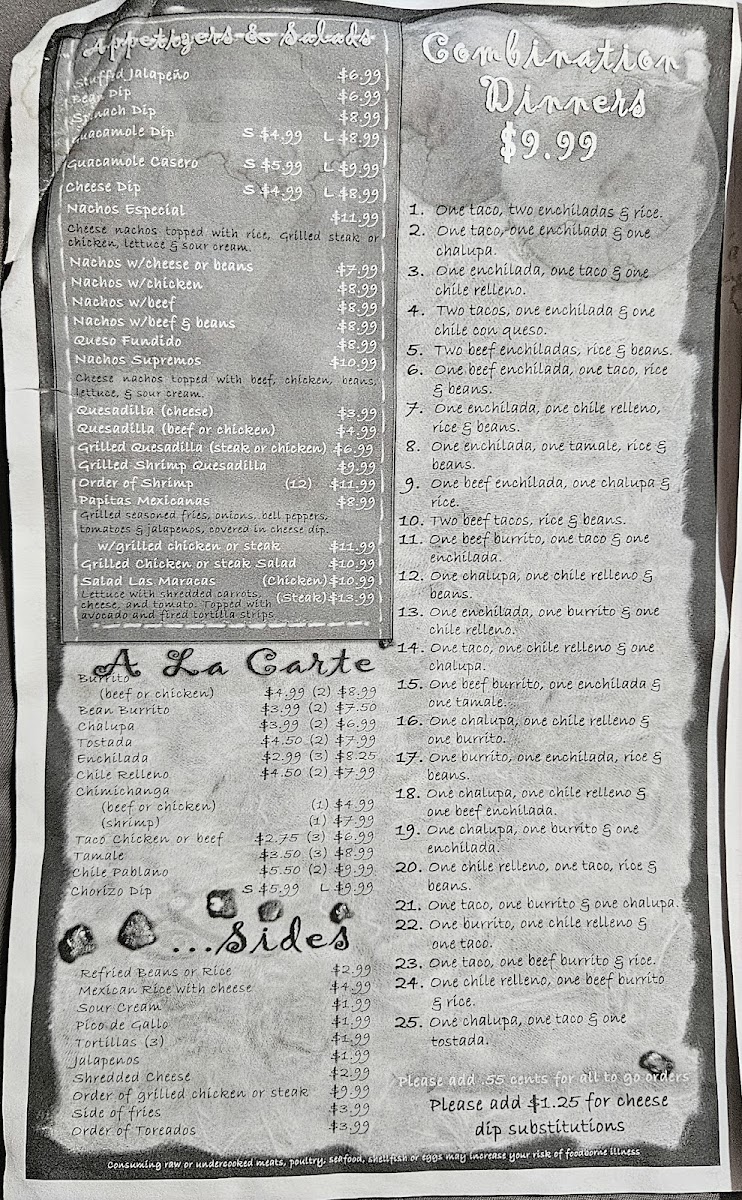 Appetizers & Salads
Stuffd Jalapeño $6.99
Bean Dip $6.99
Spinach Dip $8.99
Guacamole Dip S $4.99 L $8.99
Guacamole Casero S $5.99 L $9.99
Cheese Dip S $4.99 L $8.99
Nachos Especial $11.99
Cheese nachos topped with rice, Grilled steak or
chicken, lettuce & sour cream.
Nachos w/cheese or beans $7.99
Nachos w/chicken $8.99
Nachos w/beef $8.99
Nachos w/beef & beans $8.99
Queso Fundido $8.99
Nachos Supremos $10.99
Cheese nachos topped with beef, chicken, beans,
lettuce, & sour cream.
Quesadilla (cheese) $3.99
Quesadilla (beef or chicken) $4.99
Grilled Quesadilla (steak or chicken) $6.99
Grilled Shrimp Quesadilla $9.99
Order of Shrimp (12) $11.99
Papitas Mexicanas $8.99
Grilled seasoned fries, onions, bell peppers,
tomatoes & jalapenos, covered in cheese dip.
w/grilled chicken or steak $11.99
Grilled Chicken or steak Salad $10.99
Salad Las Maracas (Chicken) $10.99
Lettuce with shredded carrots, (Steak) $13.99
cheese, and tomato. Topped with
avocado and fired tortilla strips
A La Carte
Burrito
(beef or chicken) $4.99 (2) $8.99
Bean Burrito $3.99 (2) $7.50
Chalupa $3.99 (2) $6.99
Tostada $4.50 (2) $7.99
Enchilada $2.99 (3) $8.25
Chile Relleno $4.50 (2) $7.99
Chimichanga
(beef or chicken) (1) $4.99
(shrimp) (1) $7.99
Taco Chicken or beef $2.75 (3) $6.99
Tamale $3.50 (3) $8.99
Chile Pablano $5.50 (2) $9.99
Chorizo Dip S $5.99 L $9.99
...Sides
Refried Beans or Rice $2.99
Mexican Rice with cheese $4.99
Sour Cream $1.99
Pico de Gallo $1.99
Tortillas (3) $1.99
Jalapenos $1.99
Shredded Cheese $2.99
Order of grilled chicken or steak $9.99
Side of fries $3.99
Order of Toreados $3.99
Combination
Dinners
$9.99
1. One taco, two enchiladas & rice.
2. One taco, one enchilada & one
chalupa.
3. One enchilada, one taco & one
chile relleno.
4. Two tacos, one enchilada & one
chile con queso.
5. Two beef enchiladas, rice & beans.
6. One beef enchilada, one taco, rice
& beans.
7. One enchilada, one chile relleno,
rice & beans.
8. One enchilada, one tamale, rice &
beans.
9. One beef enchilada, one chalupa &
rice.
10. Two beef tacos, rice & beans.
11. One beef burrito, one taco & one
enchilada.
12. One chalupa, one chile relleno &
beans.
13. One enchilada, one burrito & one
chile relleno.
14. One taco, one chile relleno & one
chalupa.
15. One beef burrito, one enchilada &
one tamale.
16. One chalupa, one chile relleno &
one burrito.
17. One burrito, one enchilada, rice &
beans.
18. One chalupa, one chile relleno &
one beef enchilada.
19. One chalupa, one burrito & one
enchilada.
20. One chile relleno, one taco, rice &
beans.
21. One taco, one burrito & one chalupa.
22. One burrito, one chile relleno &
one taco.
23. One taco, one beef burrito & rice.
24. One chile relleno, one beef burrito
& rice.
25. One chalupa, one taco & one
tostada.
Please add .55 cents for all to go orders
Please add $1.25 for cheese
dip substitutions
Consuming raw or undercooked meats, poultry, seafood, shellfish or eggs may increase your risk of foodborne illness